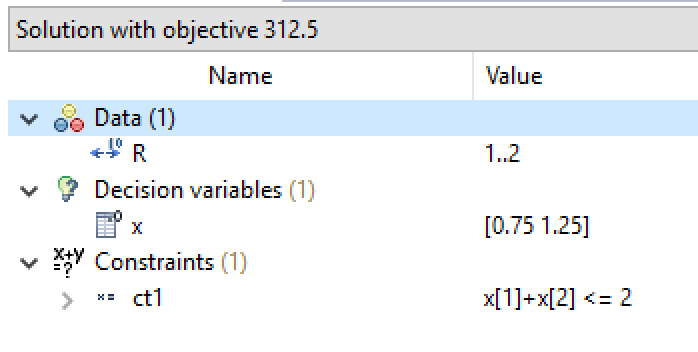 Solution with objective 312.5
Name Value
Data (1)
R 1..2
Decision variables (1)
x [0.75 1.25]
x+y
=?
Constraints (1)
ct1 x[1]+x[2] <= 2